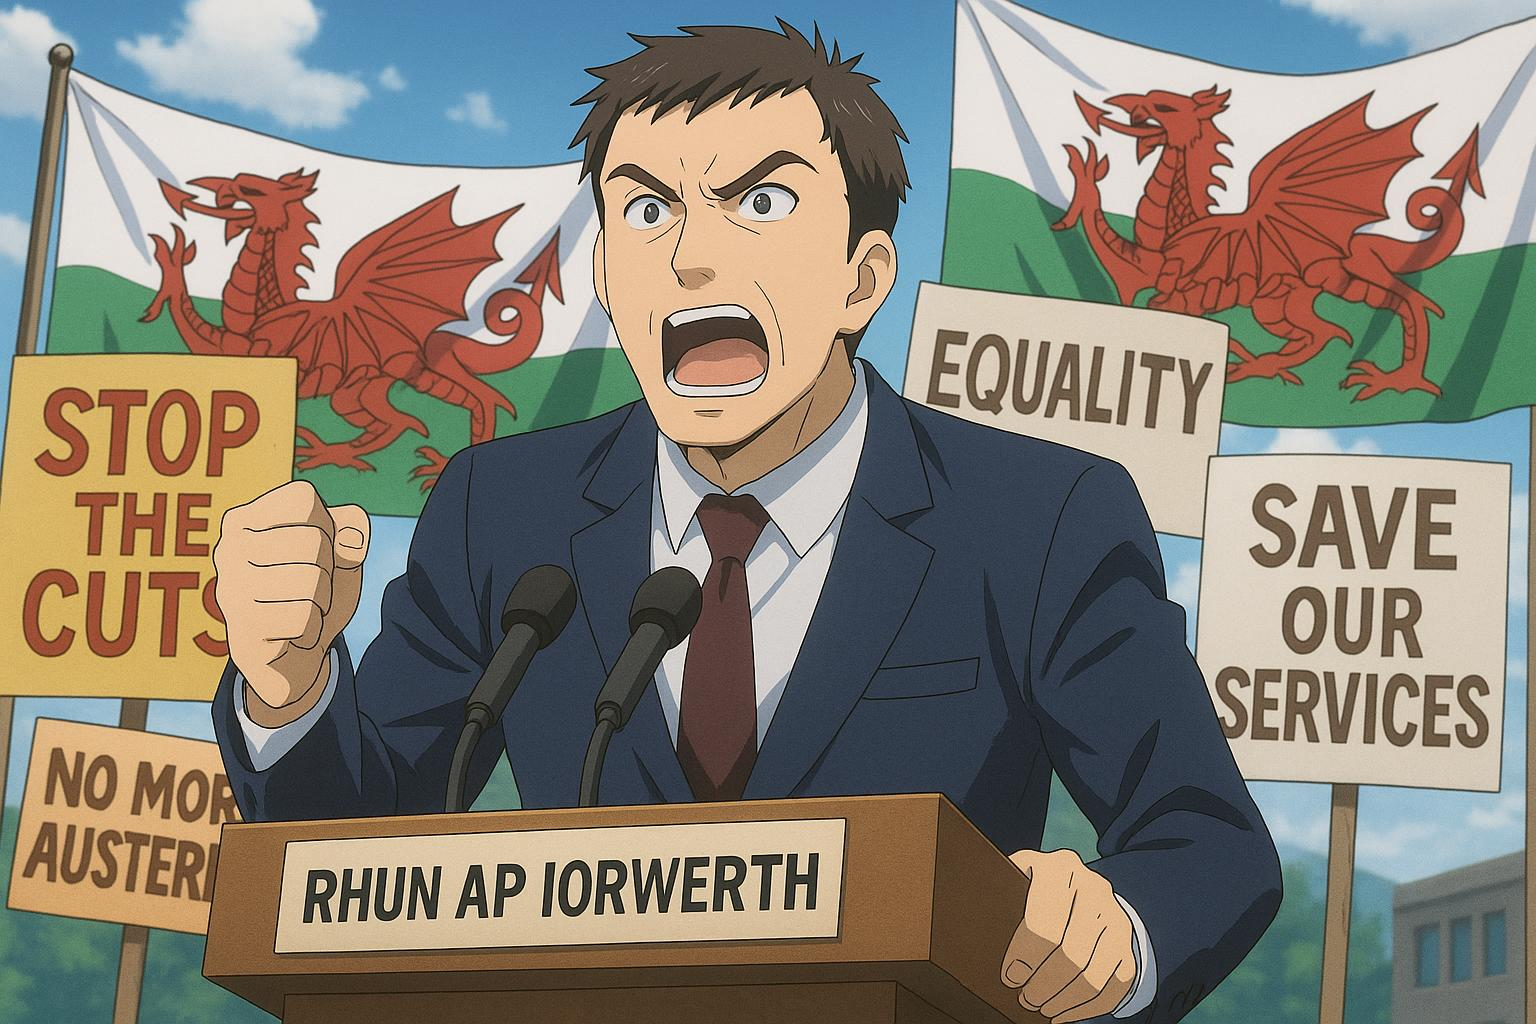 STOP
THE
CUTS
NO MOR
AUSTERI
EQUALITY
SAVE
OUR
SERVICES
RHUN AP IORWERTH